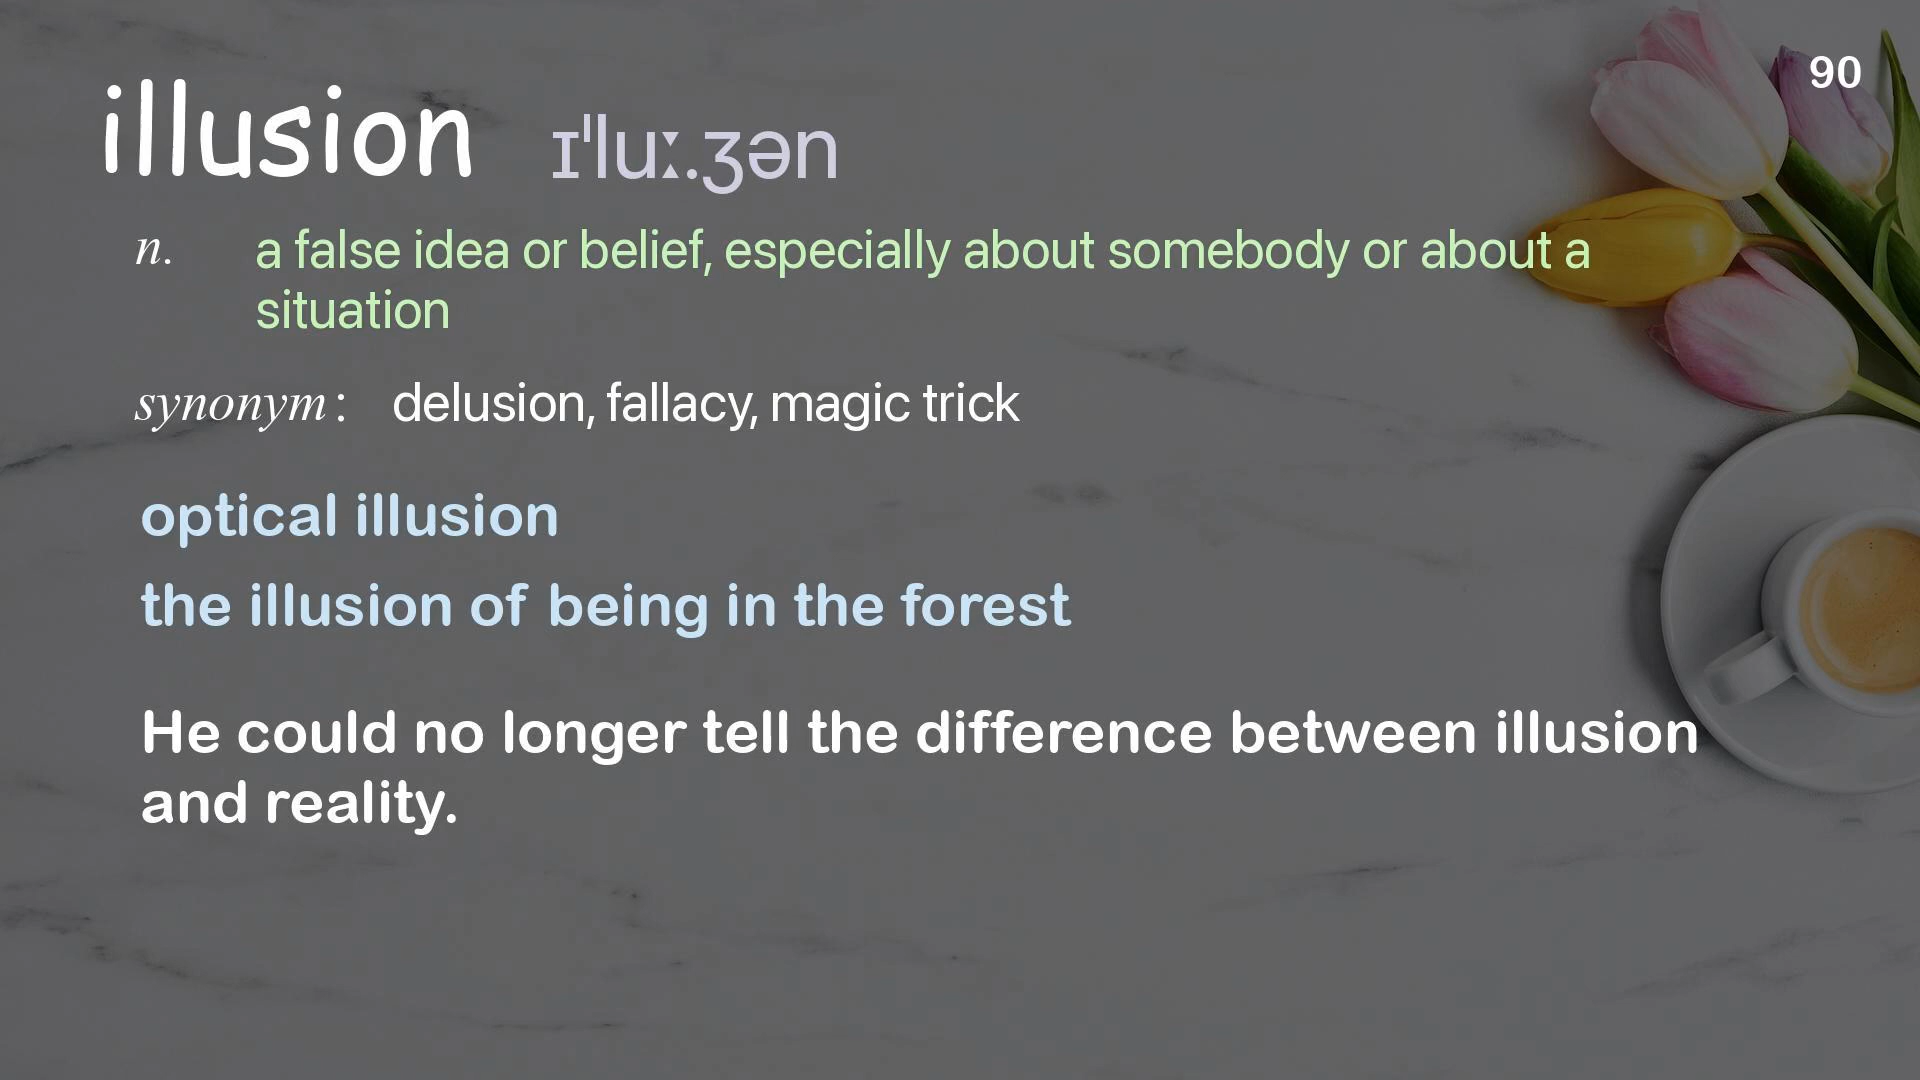 90
illusion ɪˈluː.ʒən
n. a false idea or belief, especially about somebody or about a
situation
synonym: delusion, fallacy, magic trick
optical illusion
the illusion of being in the forest
He could no longer tell the difference between illusion
and reality.